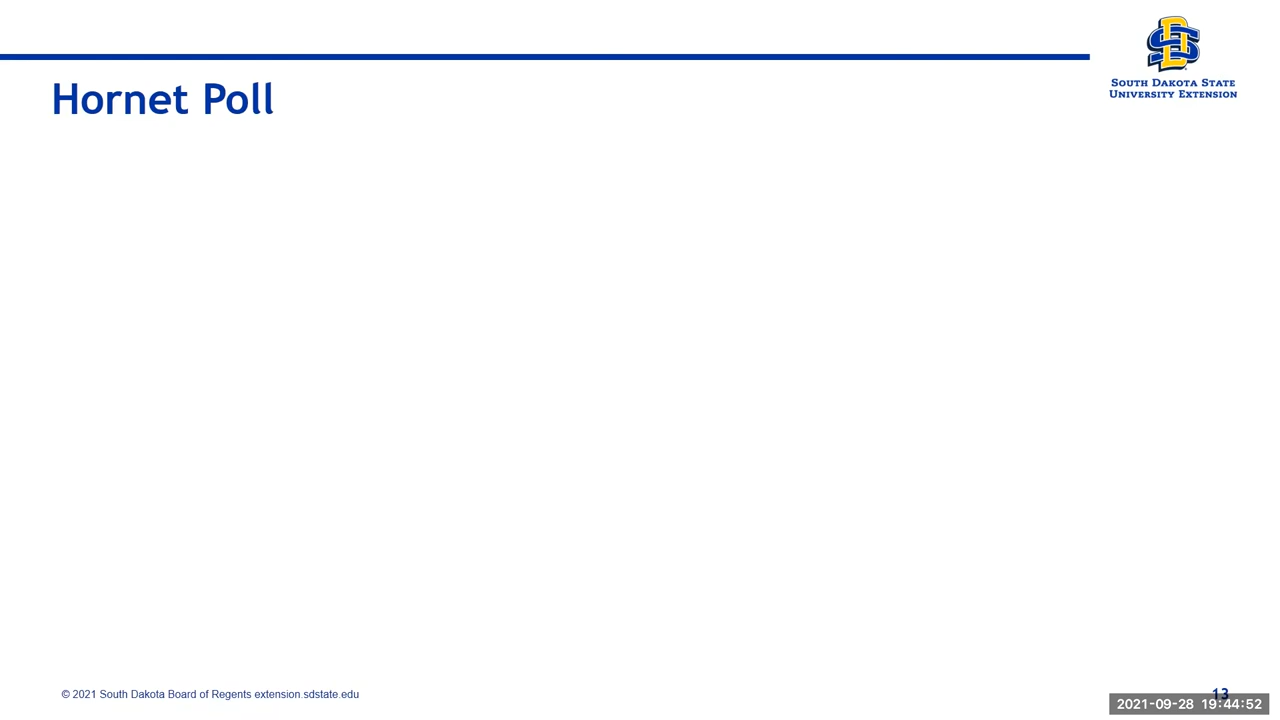 SOUTH DAKOTA STATE
UNIVERSITY EXTENSION
Hornet Poll
© 2021 South Dakota Board of Regents extension.sdstate.edu
13
2021-09-28 19:44:52